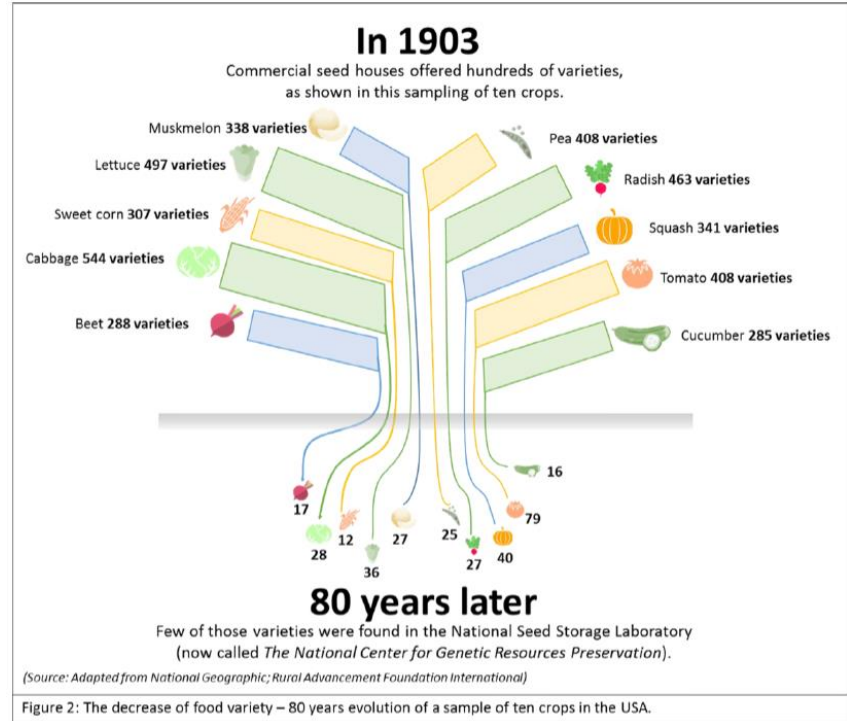 In 1903
Commercial seed houses offered hundreds of varieties,
as shown in this sampling of ten crops.
Muskmelon 338 varieties
Lettuce 497 varieties
Sweet corn 307 varieties
Cabbage 544 varieties
Beet 288 varieties
Pea 408 varieties
Radish 463 varieties
Squash 341 varieties
Tomato 408 varieties
Cucumber 285 varieties
17
28
12
36
27
25
27
40
79
16
80 years later
Few of those varieties were found in the National Seed Storage Laboratory
(now called The National Center for Genetic Resources Preservation).
(Source: Adapted from National Geographic; Rural Advancement Foundation International)
Figure 2: The decrease of food variety – 80 years evolution of a sample of ten crops in the USA.